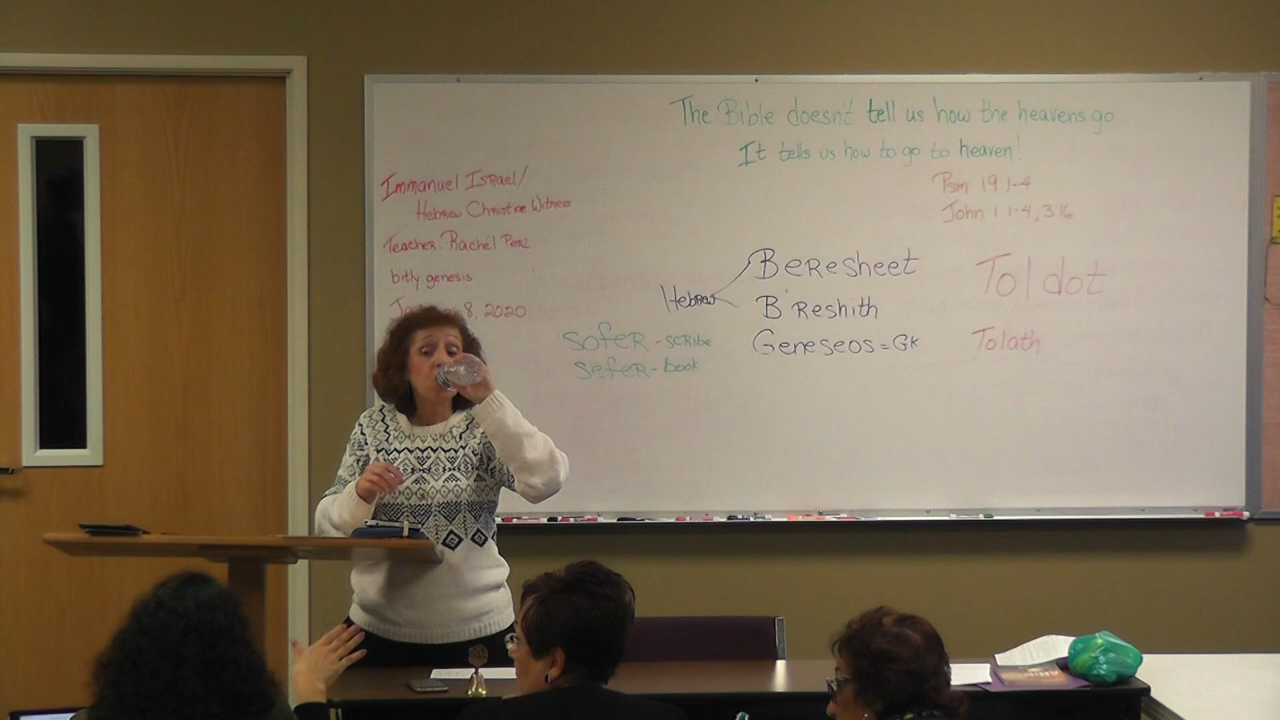 The Bible doesn't tell us how the heavens go
It tells us how to go to heaven!
Psm 19 1-4
John 1 1-4, 3:16
Immanuel Israel/
Hebrew Christian Witness
Teacher: Rachel
bitly.genesis
8, 2020
Hebrew
Beresheet
B'Reshith
Geneseos = Gk
Sofer - scribe
Sefer - book
Toldot
Tolath